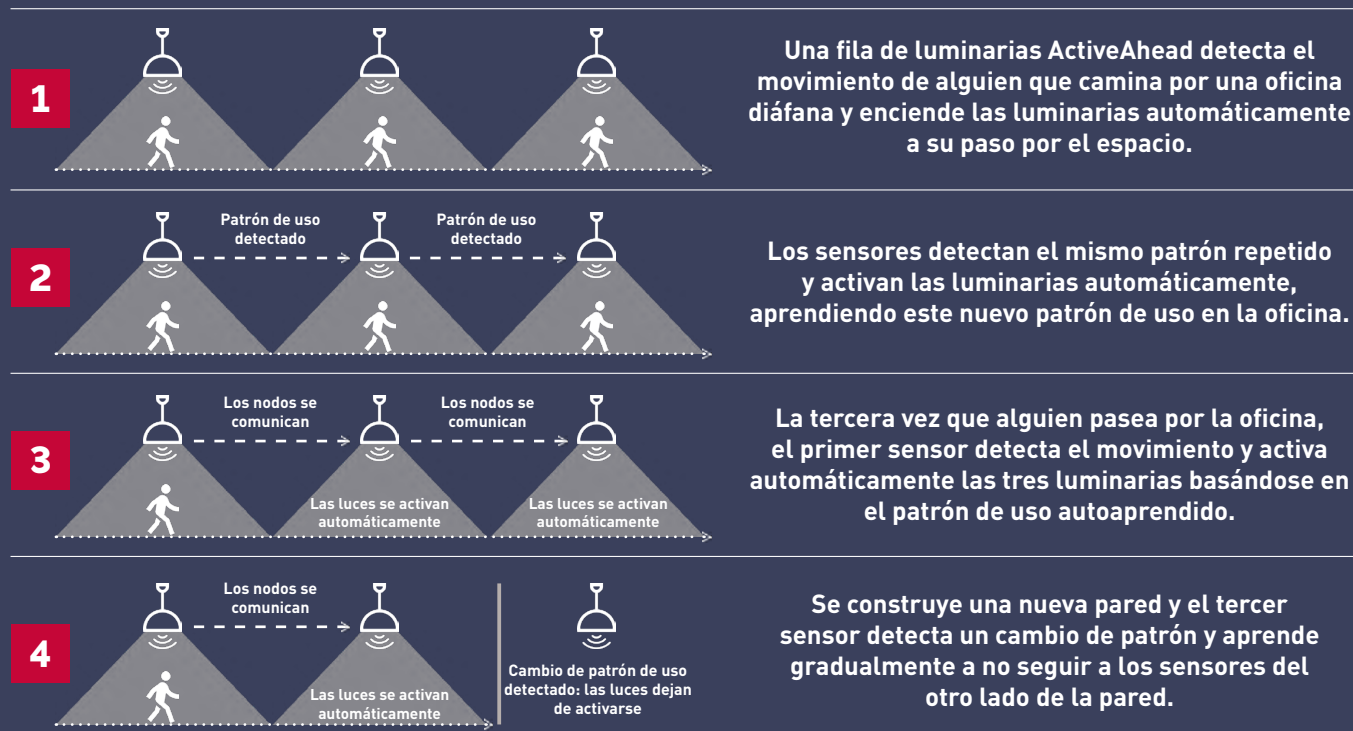 1
Una fila de luminarias ActiveAhead detecta el
movimiento de alguien que camina por una oficina
diáfana y enciende las luminarias automáticamente
a su paso por el espacio.
2
Patrón de uso
detectado
Patrón de uso
detectado
Los sensores detectan el mismo patrón repetido
y activan las luminarias automáticamente,
aprendiendo este nuevo patrón de uso en la oficina.
3
Los nodos se
comunican
Los nodos se
comunican
Las luces se activan
automáticamente
Las luces se activan
automáticamente
La tercera vez que alguien pasea por la oficina,
el primer sensor detecta el movimiento y activa
automáticamente las tres luminarias basándose en
el patrón de uso autoaprendido.
4
Los nodos se
comunican
Las luces se activan
automáticamente
Cambio de patrón de uso
detectado: las luces dejan
de activarse
Se construye una nueva pared y el tercer
sensor detecta un cambio de patrón y aprende
gradualmente a no seguir a los sensores del
otro lado de la pared.